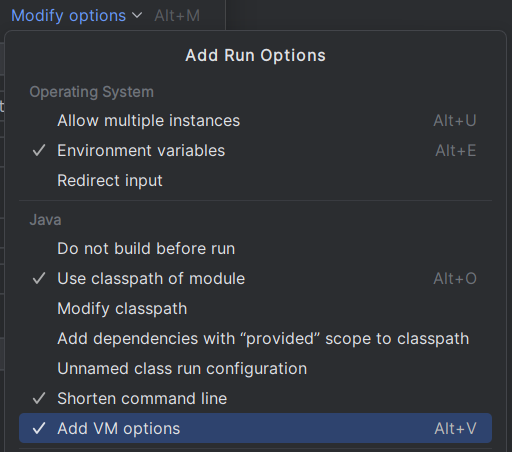 Modify options Alt+M
Add Run Options
Operating System
Allow multiple instances Alt+U
Environment variables Alt+E
Redirect input
Java
Do not build before run
Use classpath of module Alt+O
Modify classpath
Add dependencies with “provided” scope to classpath
Unnamed class run configuration
Shorten command line
Add VM options Alt+V